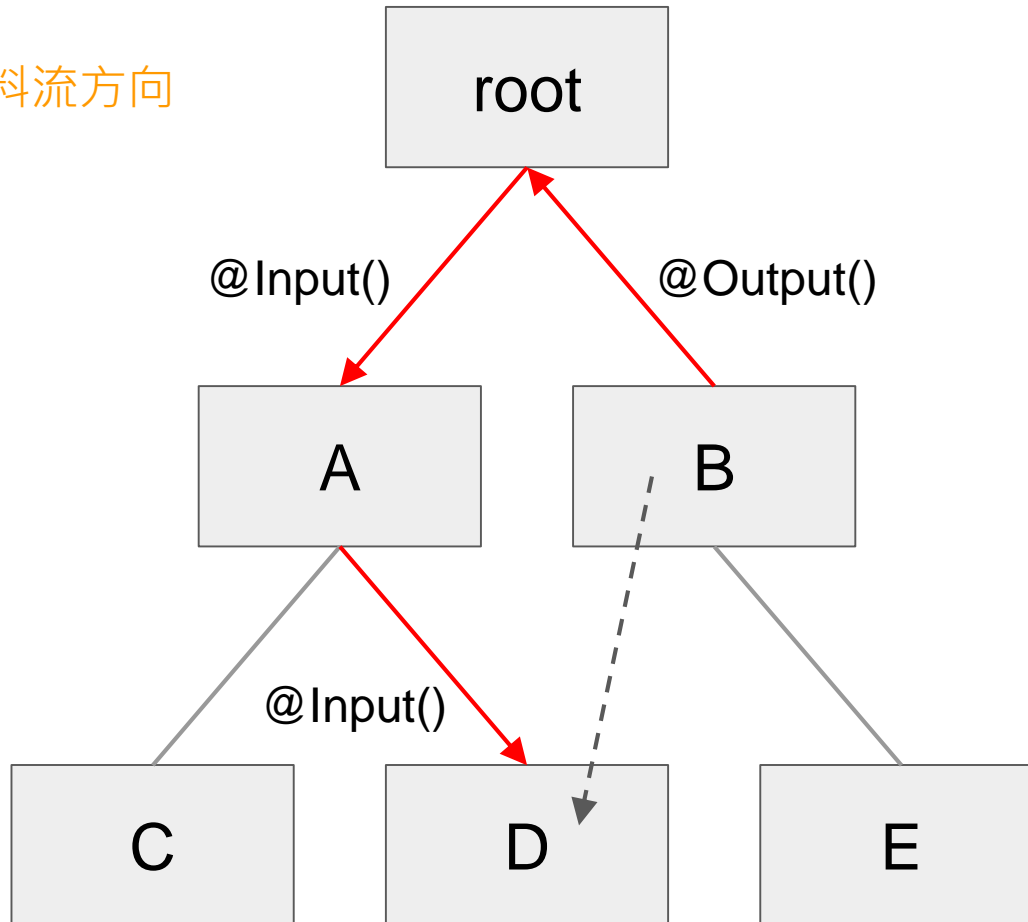 料流方向
root
@Input()
@Output()
A
B
@Input()
C
D
E